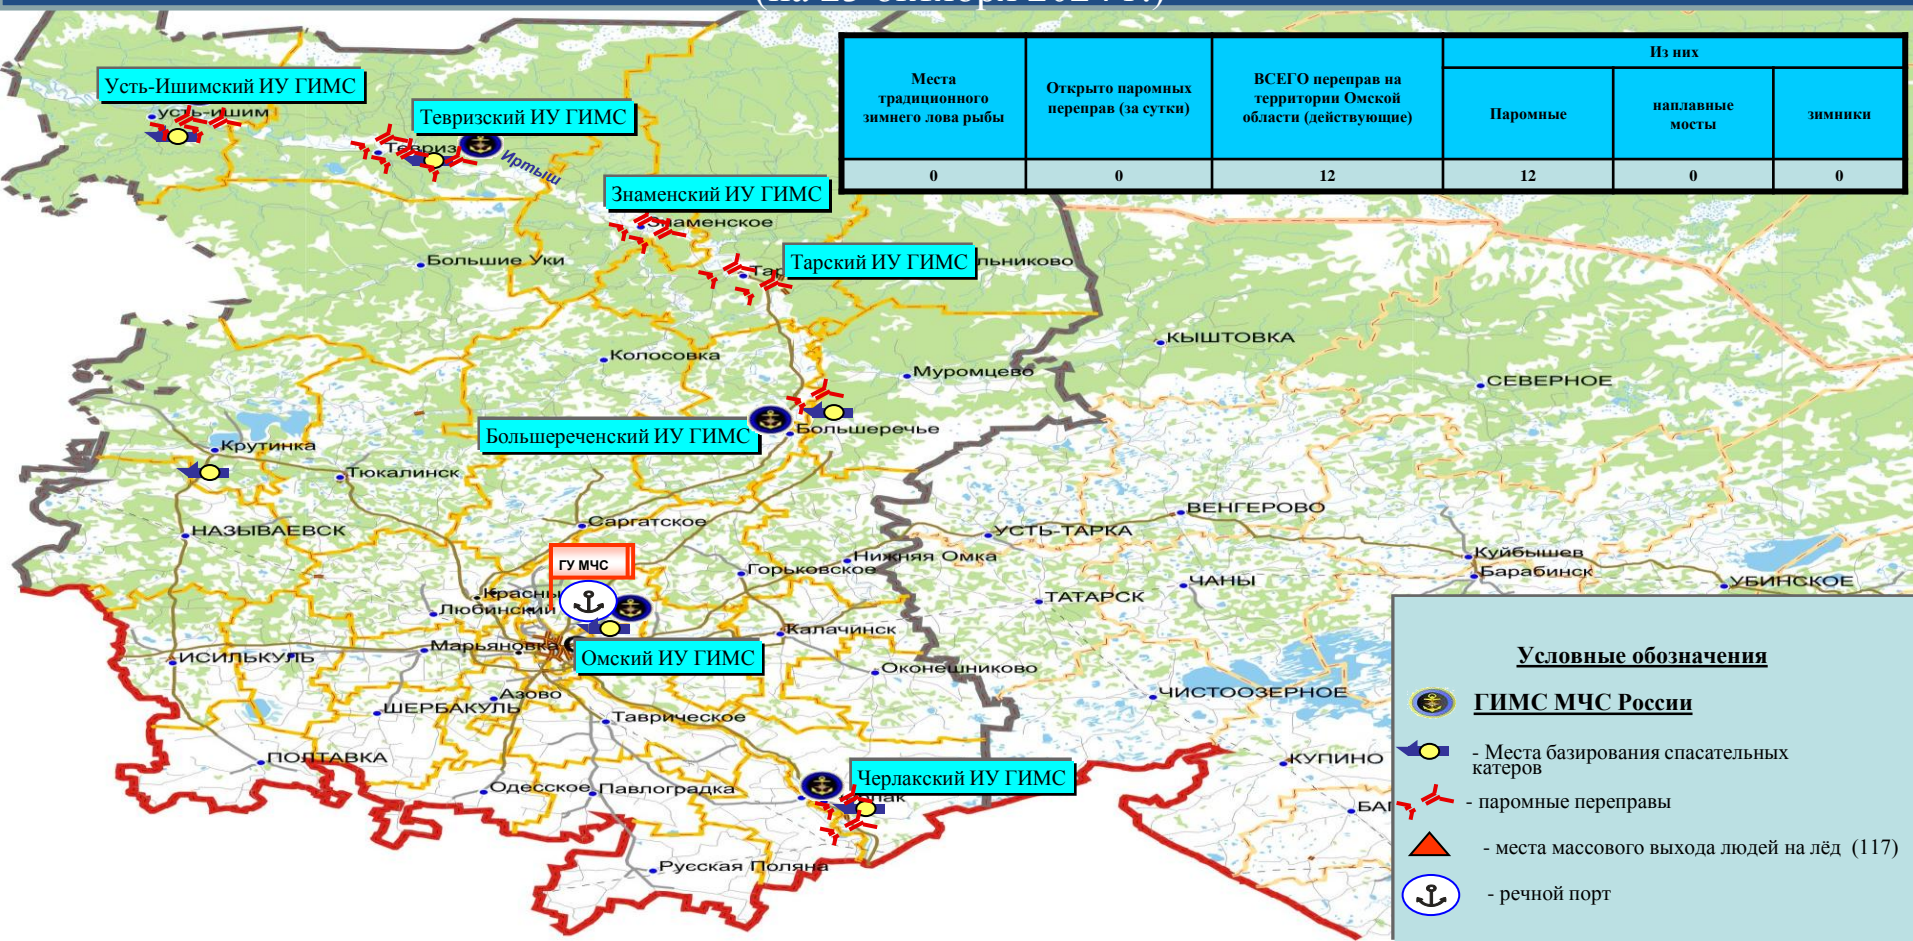 Усть-Ишимский ИУ ГИМС
усть-ишим
Тевризский ИУ ГИМС
Тевриз
Иртыш
Знаменский ИУ ГИМС
Знаменское
Большие Уки
Тарский ИУ ГИМС
Из них
Места
традиционного
зимнего лова рыбы
Открыто паромных
переправ (за сутки)
ВСЕГО переправ на
территории Омской
области (действующие)
Паромные
наплавные
мосты
зимники
0
0
12
12
0
0
КЫШТОВКА
Колосовка
Муромцево
СЕВЕРНОЕ
Большереченский ИУ ГИМС
Большеречье
Крутинка
Тюкалинск
НАЗЫВАЕВСК
Саргатское
ВЕНГЕРОВО
УСТЬ-ТАРКА
Нижняя Омка
Куйбышев
Барабинск
УБИНСКОЕ
ГУ МЧС
Горьковское
ЧАНЫ
ТАТАРСК
Любинский
Марьяновка
Калачинск
ИСИЛЬКУЛЬ
Омский ИУ ГИМС
Оконешниково
ЧИСТООЗЕРНОЕ
Азово
ШЕРБАКУЛЬ
Таврическое
ПОЛТАВКА
КУПИНО
Одесское
Павлоградка
Черлакский ИУ ГИМС
Русская Поляна
Условные обозначения
ГИМС МЧС России
- Места базирования спасательных
катеров
- паромные переправы
- места массового выхода людей на лёд (117)
- речной порт